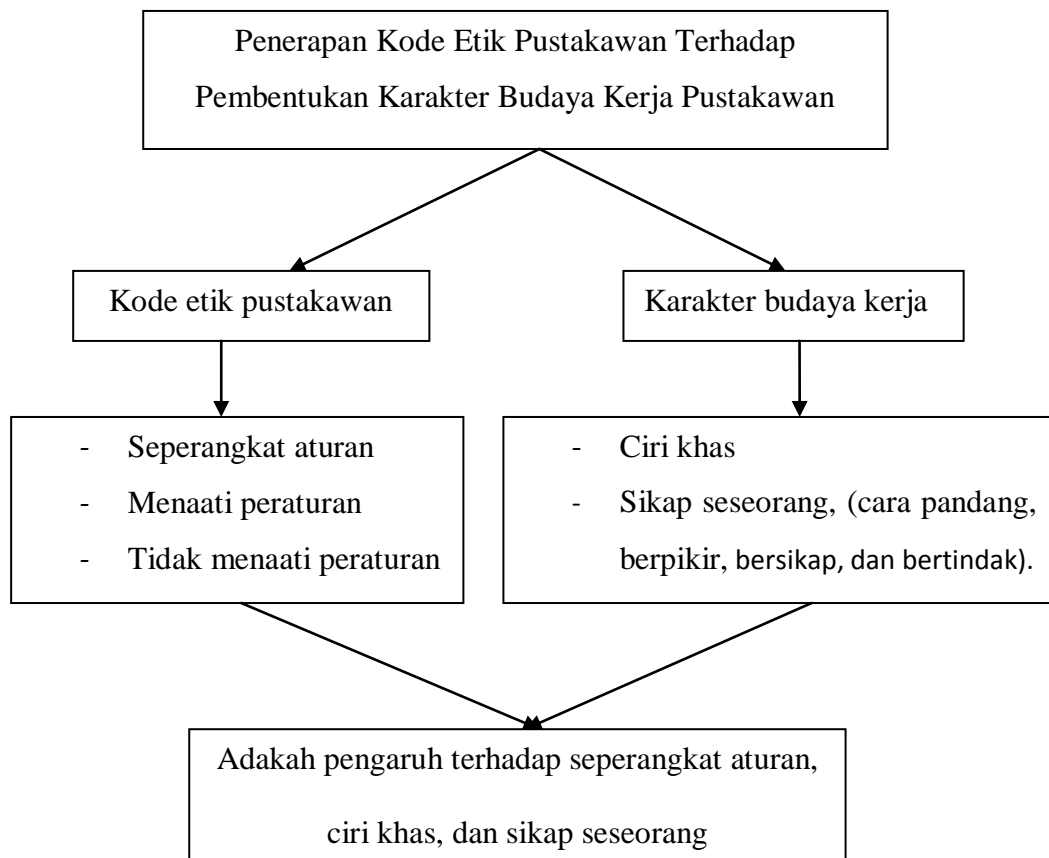 Penerapan Kode Etik Pustakawan Terhadap
Pembentukan Karakter Budaya Kerja Pustakawan
Kode etik pustakawan
Karakter budaya kerja
- Seperangkat aturan
- Menaati peraturan
- Tidak menaati peraturan
- Ciri khas
- Sikap seseorang, (cara pandang,
berpikir, bersikap, dan bertindak).
Adakah pengaruh terhadap seperangkat aturan,
ciri khas, dan sikap seseorang